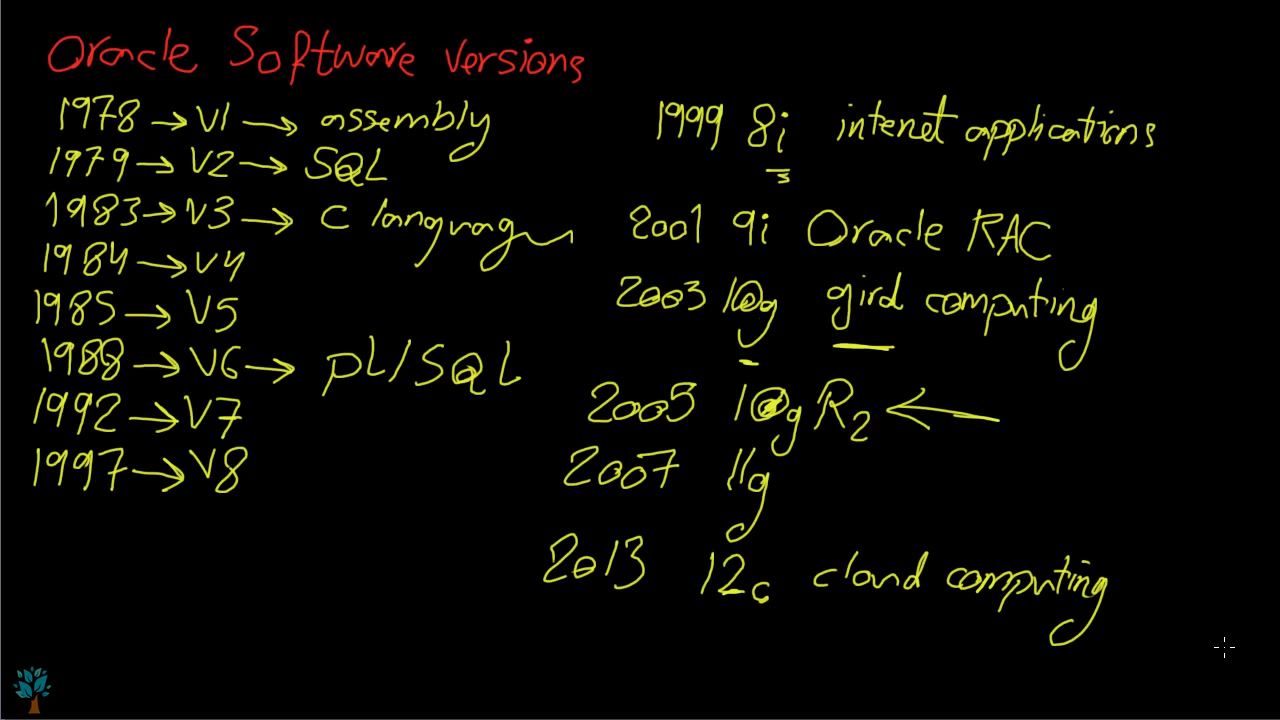 Oracle Software versions
1978 → V1 → assembly
1979 → V2 → SQL
1983 → V3 → C language
1984 → V4
1985 → V5
1988 → V6 → PL/SQL
1992 → V7
1997 → V8
1999 8i intenet applications
2001 9i Oracle RAC
2003 10g gird computing
2005 10g R2 ←
2007 11g
2013 12c cloud computing